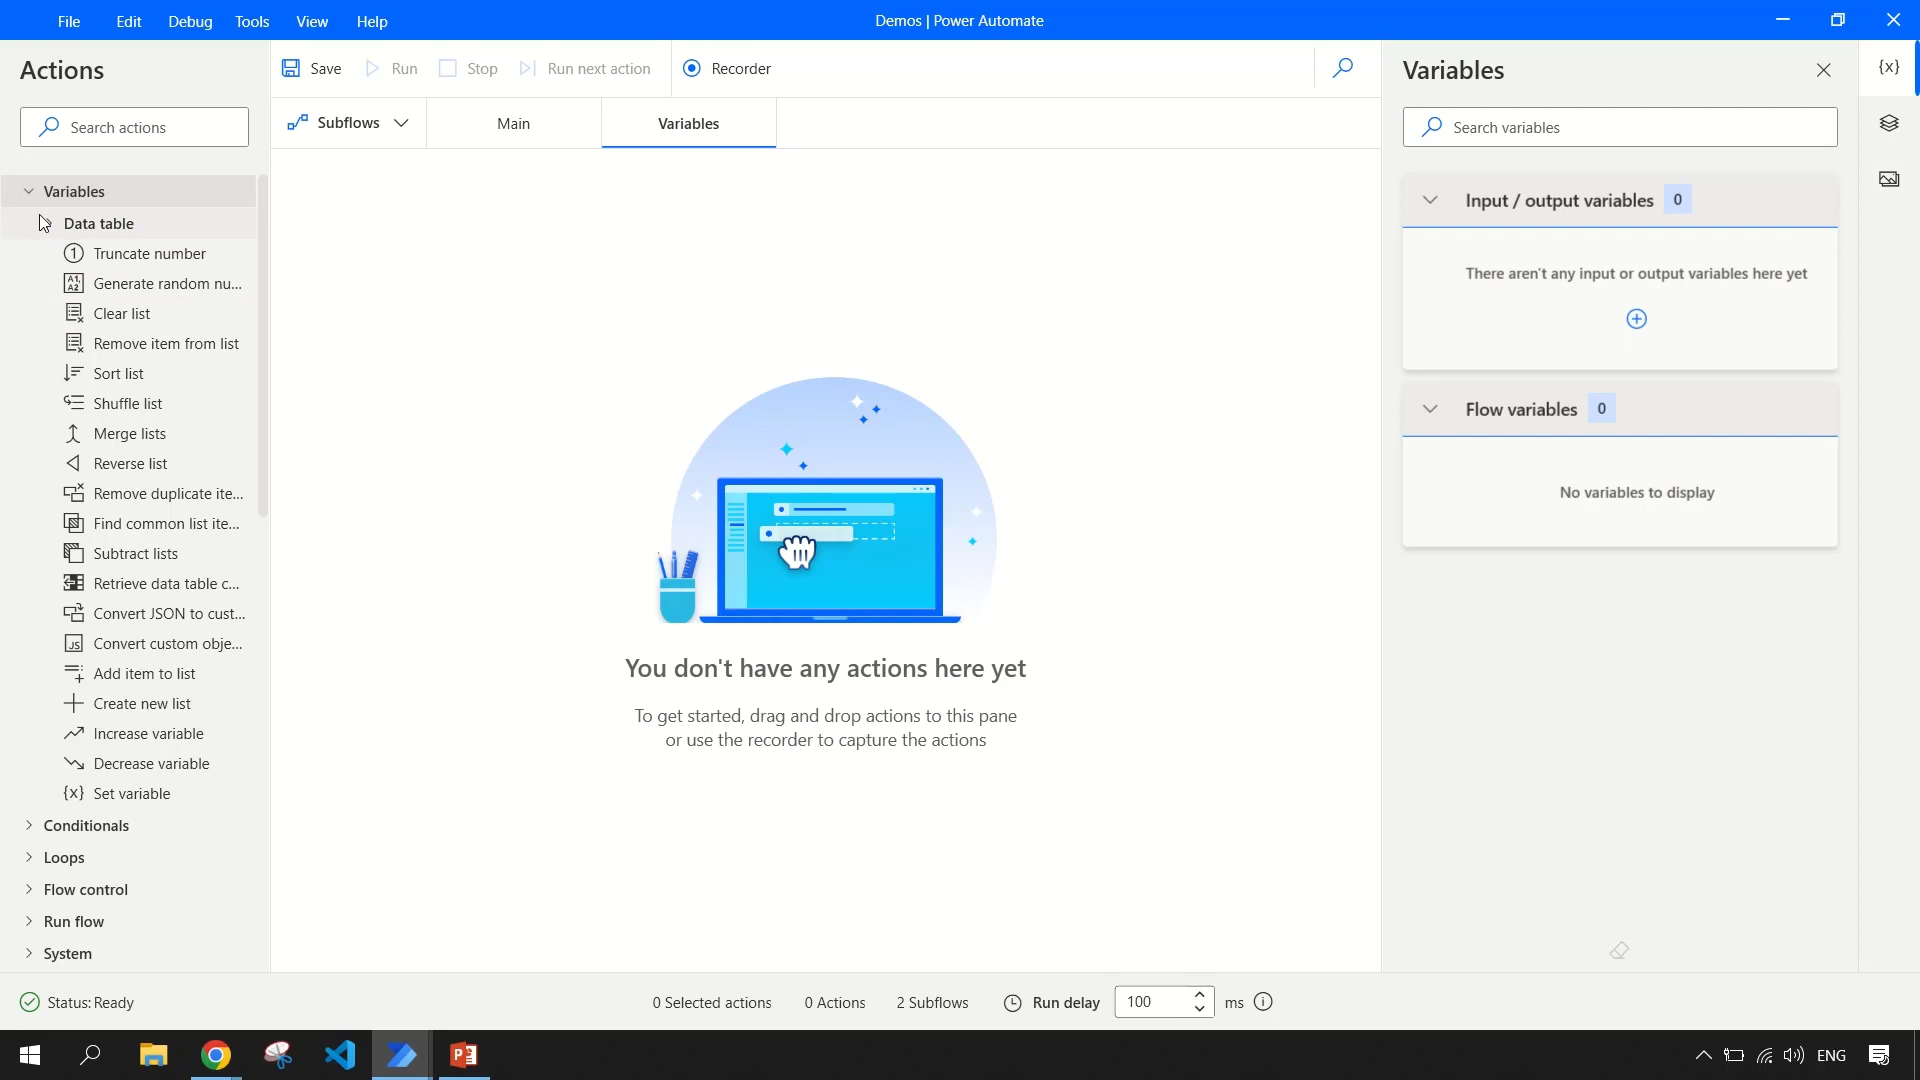 File Edit Debug Tools View Help
Demos | Power Automate
Actions
Search actions
Variables
Data table
Truncate number
Generate random nu...
Clear list
Remove item from list
Sort list
Shuffle list
Merge lists
Reverse list
Remove duplicate ite...
Find common list ite...
Subtract lists
Retrieve data table c...
Convert JSON to cust...
Convert custom obje...
Add item to list
Create new list
Increase variable
Decrease variable
{x} Set variable
Conditionals
Loops
Flow control
Run flow
System
Save Run Stop Run next action Recorder
Subflows Main Variables
You don't have any actions here yet
To get started, drag and drop actions to this pane
or use the recorder to capture the actions
Variables
{x}
Search variables
Input / output variables 0
There aren't any input or output variables here yet
Flow variables 0
No variables to display
Status: Ready 0 Selected actions 0 Actions 2 Subflows Run delay 100 ms
ENG